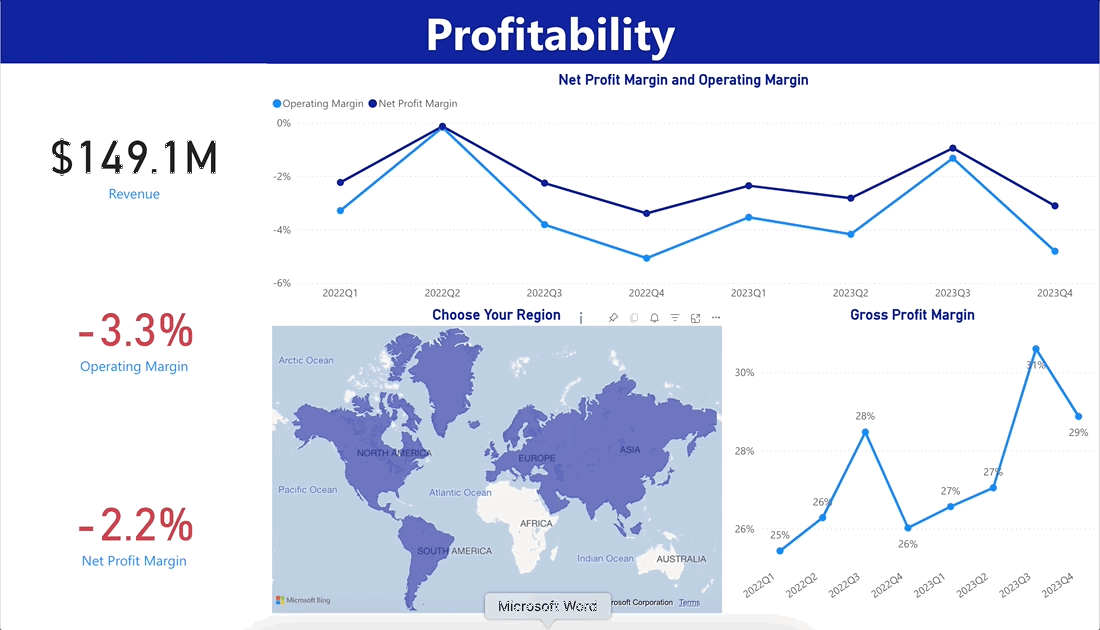 Profitability
$149.1M
Revenue
-3.3%
Operating Margin
-2.2%
Net Profit Margin
Net Profit Margin and Operating Margin
Operating Margin Net Profit Margin
0%
-2%
-4%
-6%
2022Q1 2022Q2 2022Q3 2022Q4 2023Q1 2023Q2 2023Q3 2023Q4
Choose Your Region
Arctic Ocean
NORTH AMERICA
EUROPE
ASIA
Pacific Ocean
Atlantic Ocean
AFRICA
SOUTH AMERICA
Indian Ocean
AUSTRALIA
Microsoft Bing
Corporation Terms
Microsoft Word
Gross Profit Margin
30%
28%
26%
25%
26%
28%
26%
27%
27%
31%
29%
2022Q1 2022Q2 2022Q3 2022Q4 2023Q1 2023Q2 2023Q3 2023Q4